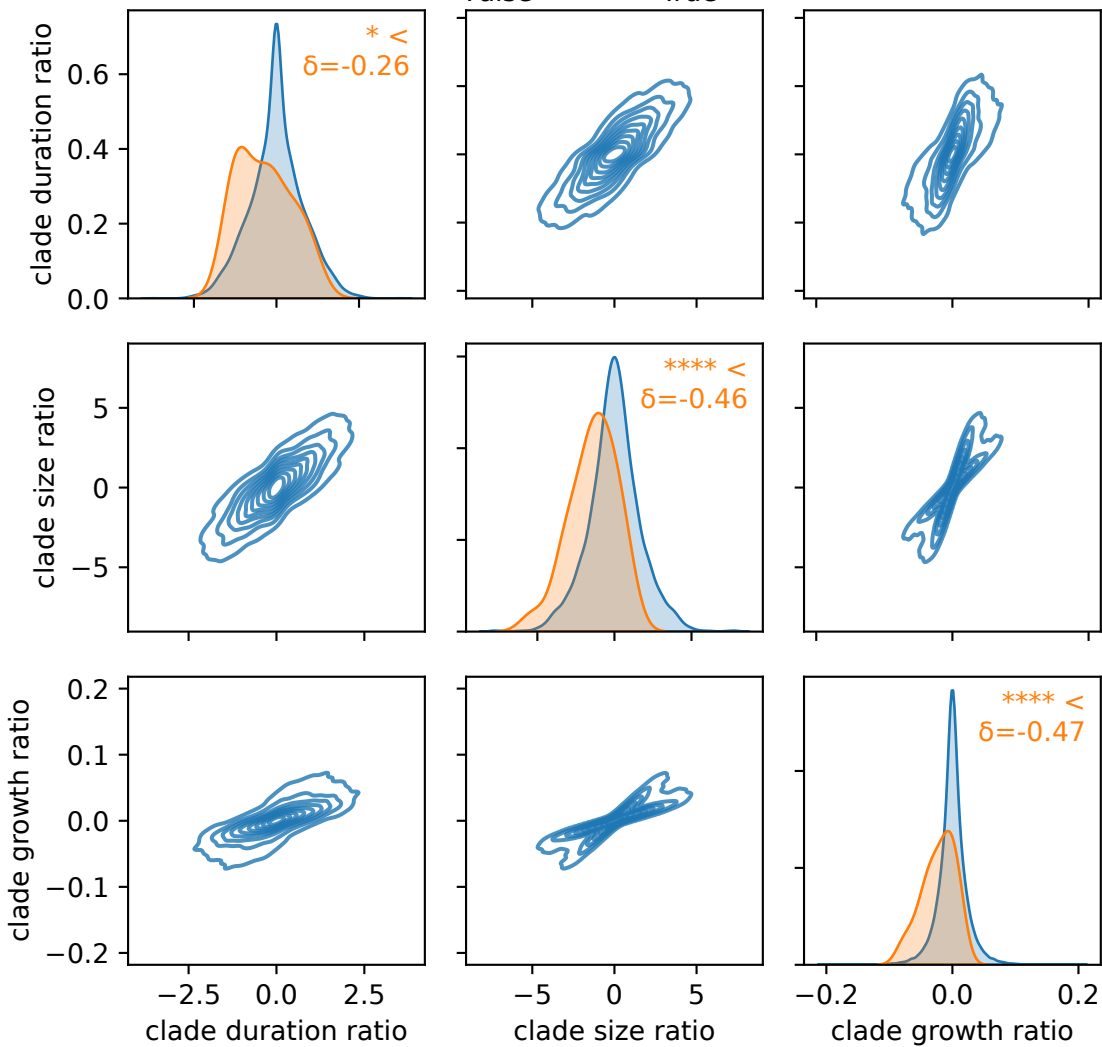 clade duration ratio
0.6
0.4
0.2
0.0
* <
δ=-0.26
clade size ratio
5
0
−5
**** <
δ=-0.46
clade growth ratio
0.2
0.1
0.0
−0.1
−0.2
**** <
δ=-0.47
−2.5 0.0 2.5
−5 0 5
−0.2 0.0 0.2
clade duration ratio
clade size ratio
clade growth ratio